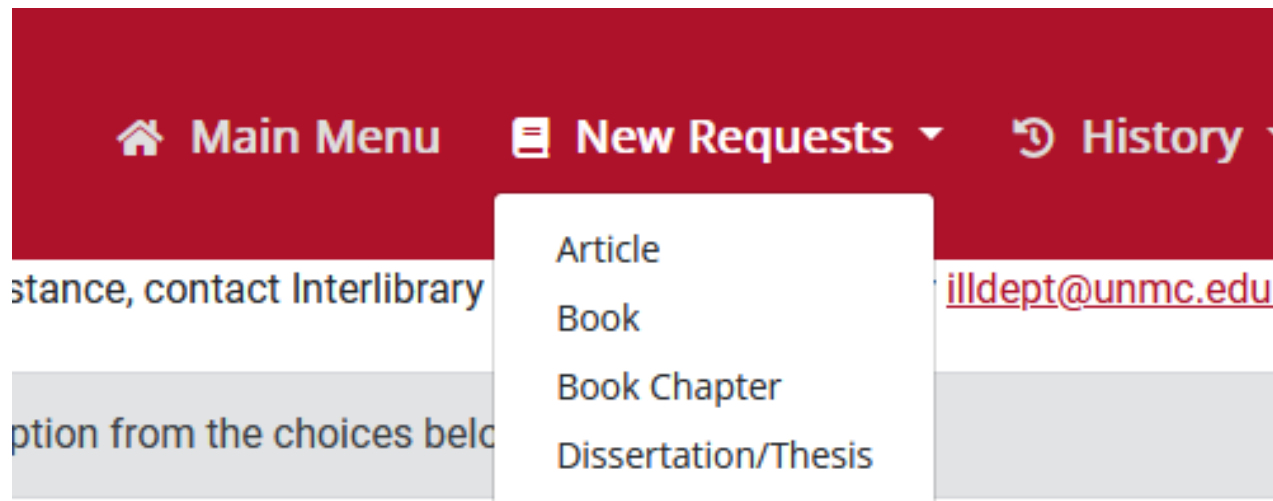 Main Menu New Requests History
Article
stance, contact Interlibrary illdept@unmc.edu
Book
Book Chapter
ption from the choices belo
Dissertation/Thesis